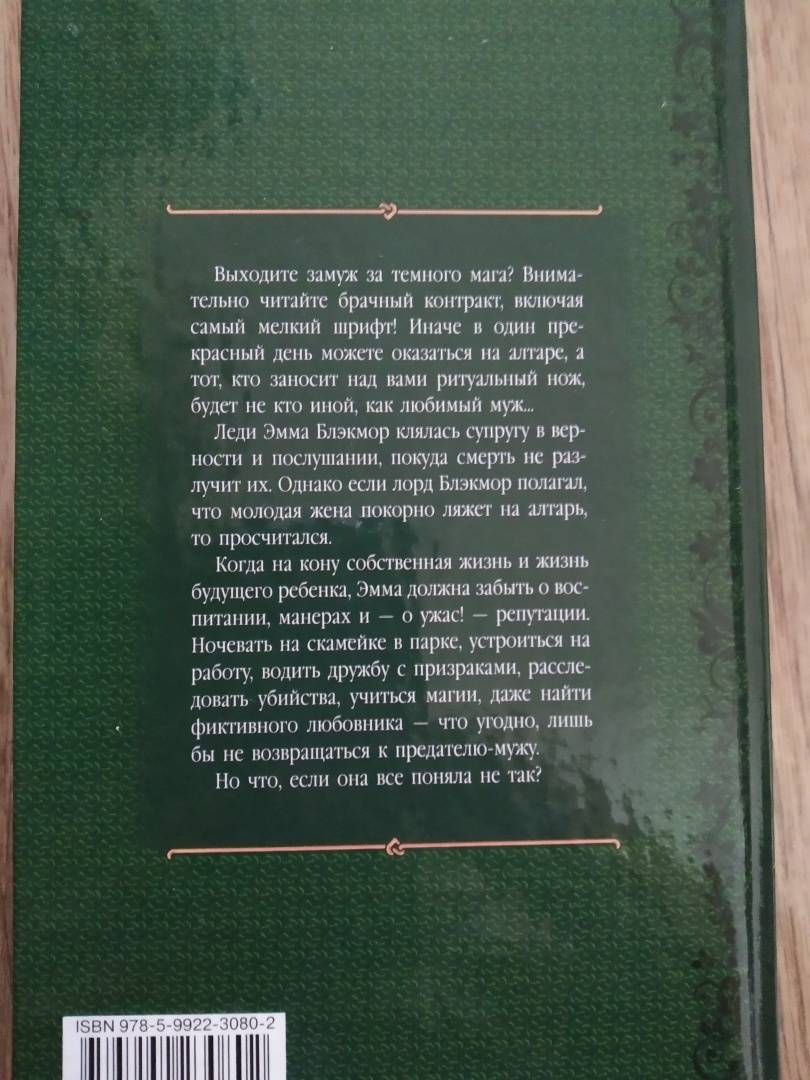 Выходите замуж за темного мага? Внима-
тельно читайте брачный контракт, включая
самый мелкий шрифт! Иначе в один пре-
красный день можете оказаться на алтаре, а
тот, кто заносит над вами ритуальный нож,
будет не кто иной, как любимый муж...
Леди Эмма Блэкмор клялась супругу в вер-
ности и послушании, покуда смерть не раз-
лучит их. Однако если лорд Блэкмор полагал,
что молодая жена покорно ляжет на алтарь,
то просчитался.
Когда на кону собственная жизнь и жизнь
будущего ребенка, Эмма должна забыть о вос-
питании, манерах и — о ужас! — репутации.
Ночевать на скамейке в парке, устроиться на
работу, водить дружбу с призраками, рассле-
довать убийства, учиться магии, даже найти
фиктивного любовника — что угодно, лишь
бы не возвращаться к предателю-мужу.
Но что, если она все поняла не так?
ISBN 978-5-9922-3080-2